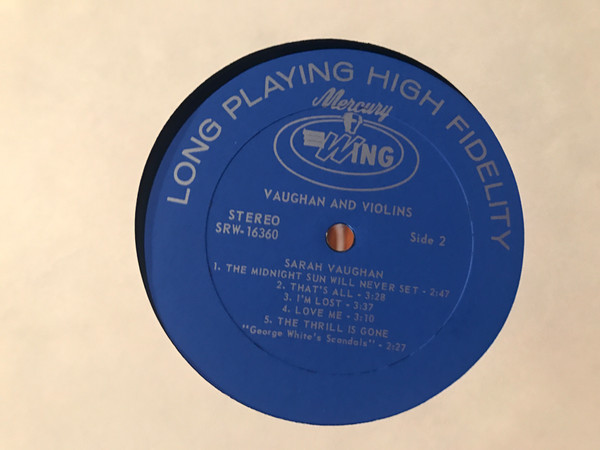 LONG PLAYING HIGH FIDELITY
Mercury
WING
VAUGHAN AND VIOLINS
STEREO
SRW-16360
Side 2
SARAH VAUGHAN
1. THE MIDNIGHT SUN WILL NEVER SET - 2:47
2. THAT'S ALL - 3:28
3. I'M LOST - 3:37
4. LOVE ME - 3:10
5. THE THRILL IS GONE
"George White's Scandals" - 2:27